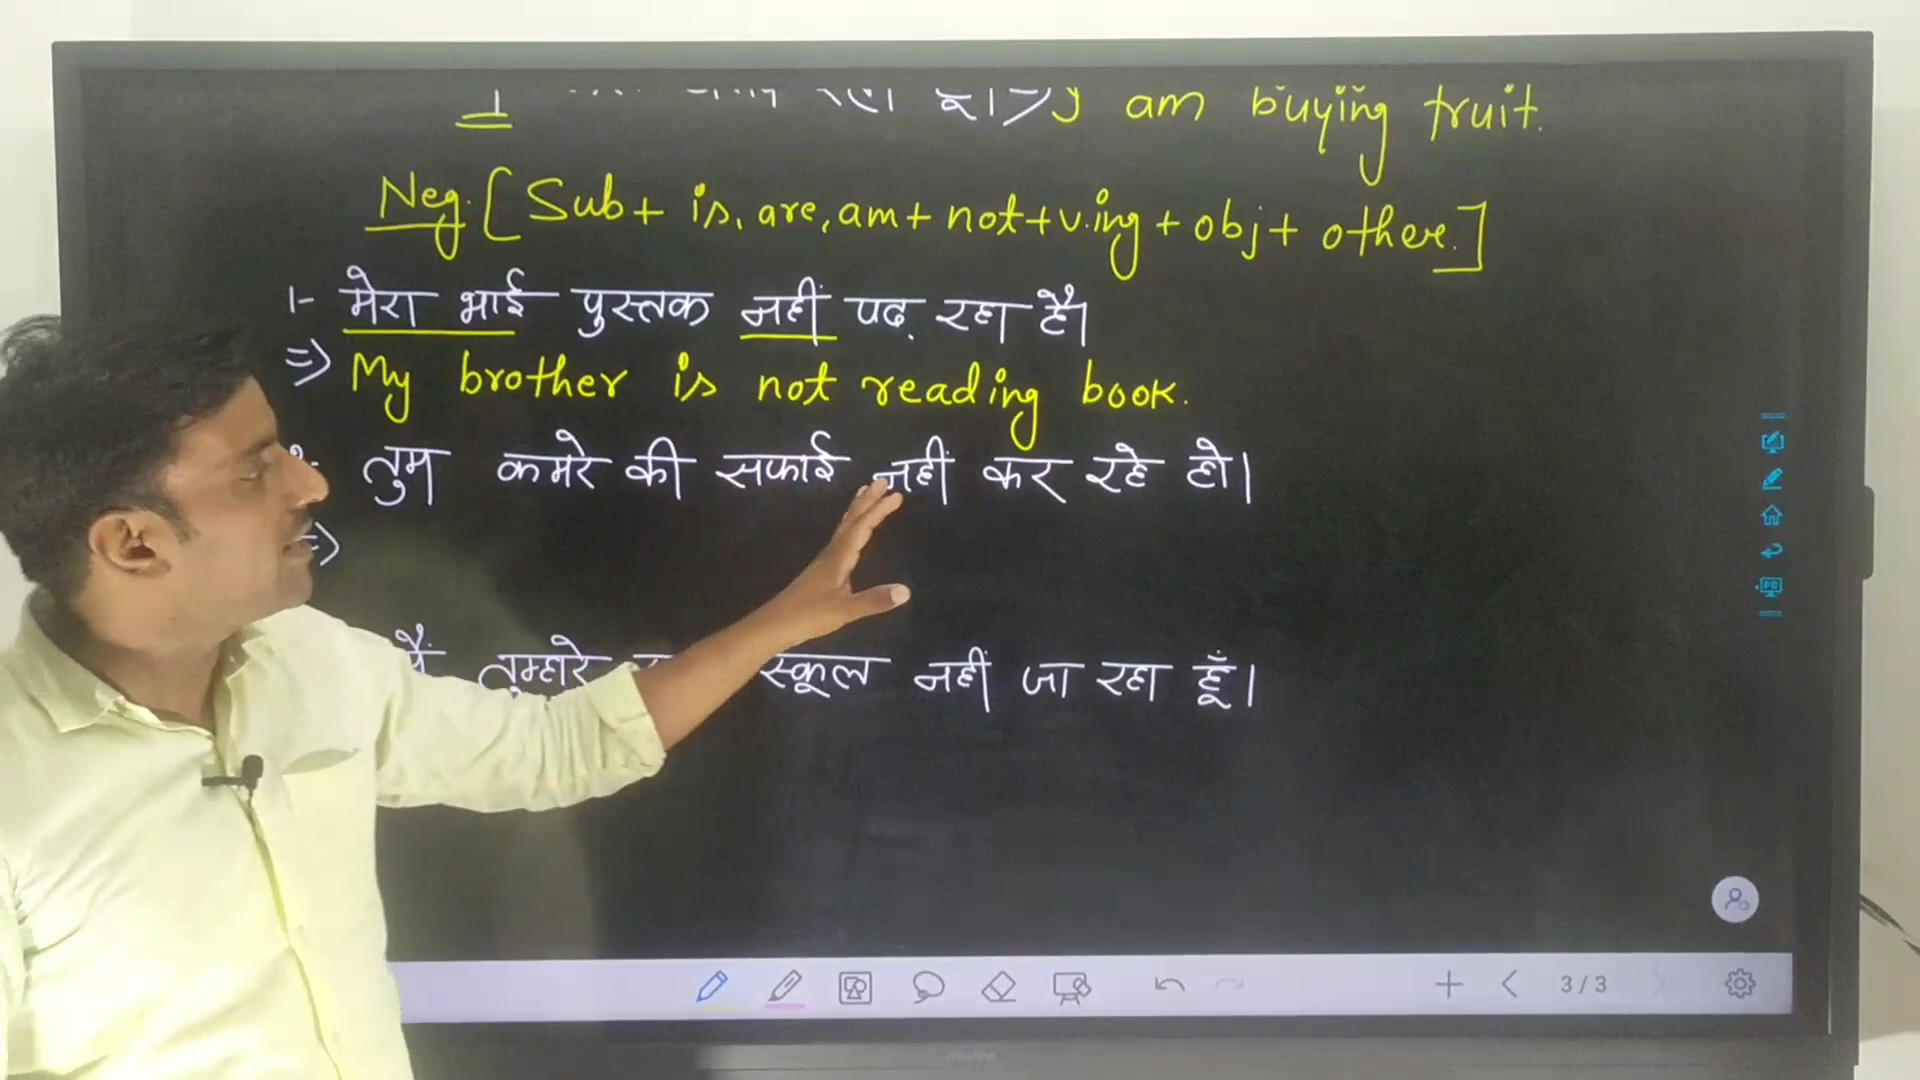 I am buying fruit.
Neg. [Sub+ is, are, am+ not+v.ing + obj+ other.]
1- मेरा भाई पुस्तक नहीं पढ़ रहा है।
=> My brother is not reading book.
तुम कमरे की सफाई नहीं कर रहे हो।
=>
मैं तुम्हारे स्कूल नहीं जा रहा हूँ।
3/3